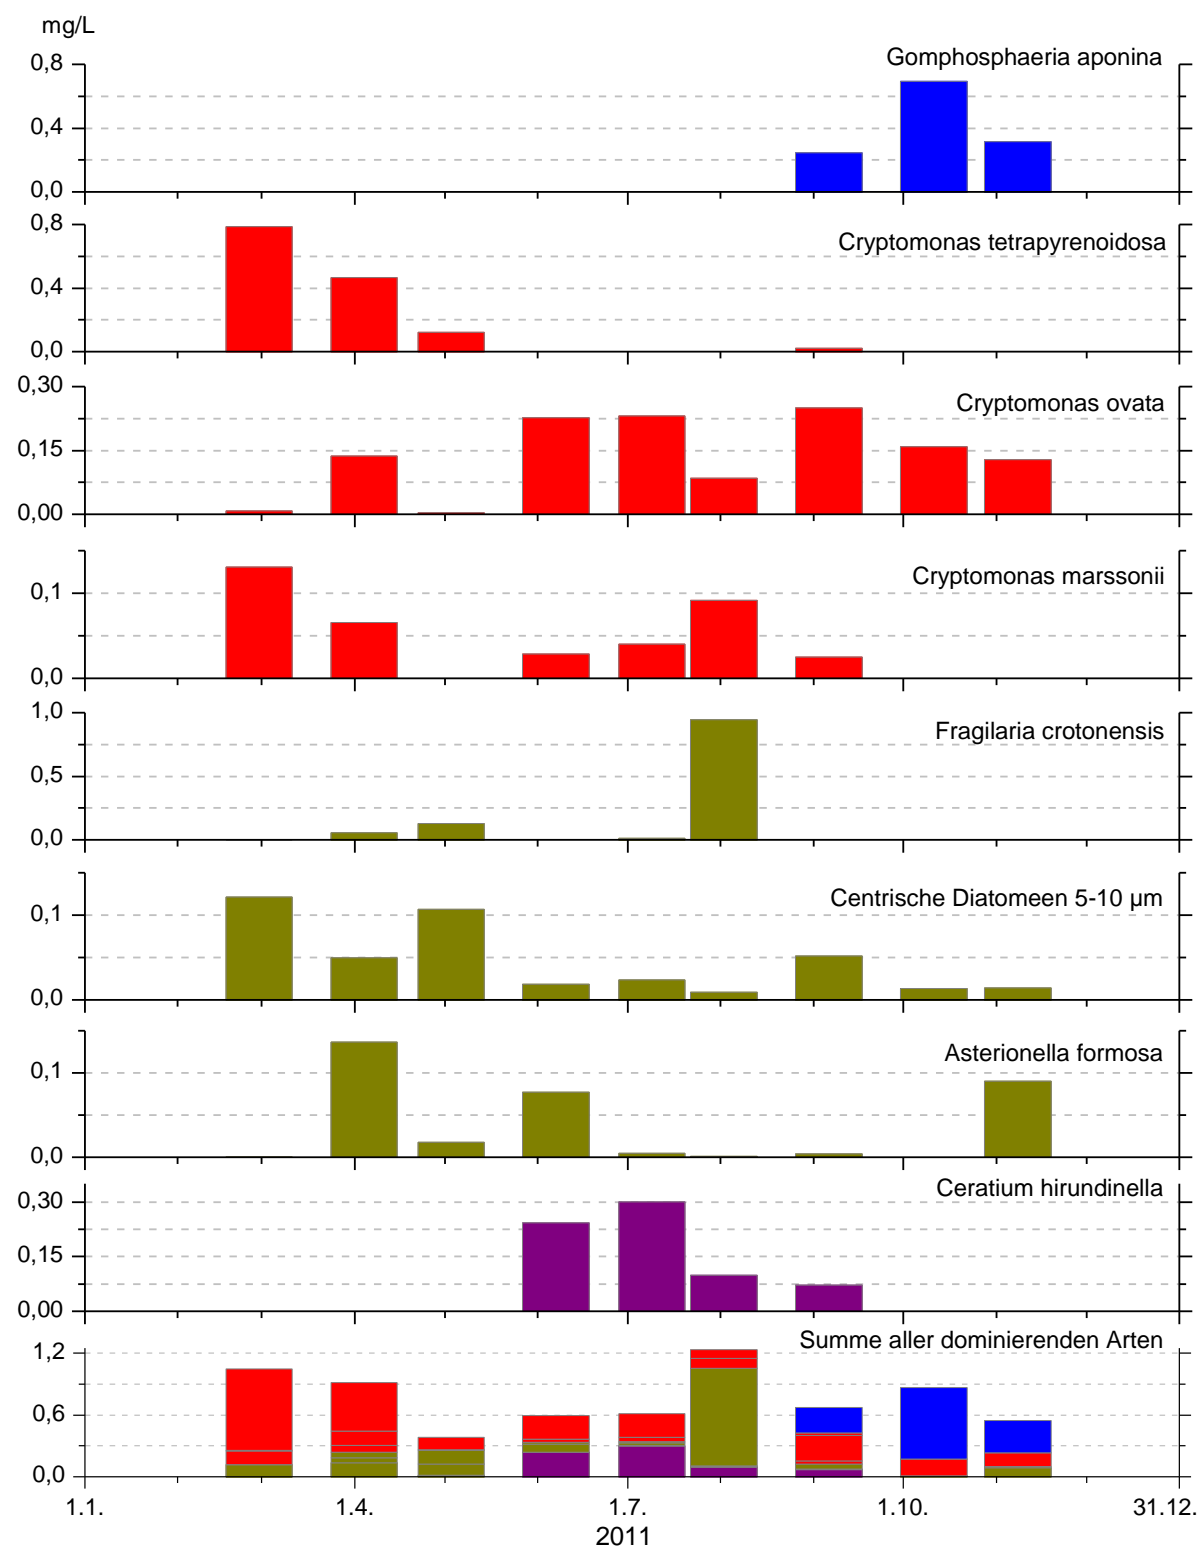 mg/L
Gomphosphaeria aponina
0,8
0,4
0,0
Cryptomonas tetrapyrenoidosa
0,8
0,4
0,0
Cryptomonas ovata
0,30
0,15
0,00
Cryptomonas marssonii
0,1
0,0
Fragilaria crotonensis
1,0
0,5
0,0
Centrische Diatomeen 5-10 µm
0,1
0,0
Asterionella formosa
0,1
0,0
Ceratium hirundinella
0,30
0,15
0,00
Summe aller dominierenden Arten
1,2
0,6
0,0
1.1. 1.4. 1.7. 1.10. 31.12.
2011